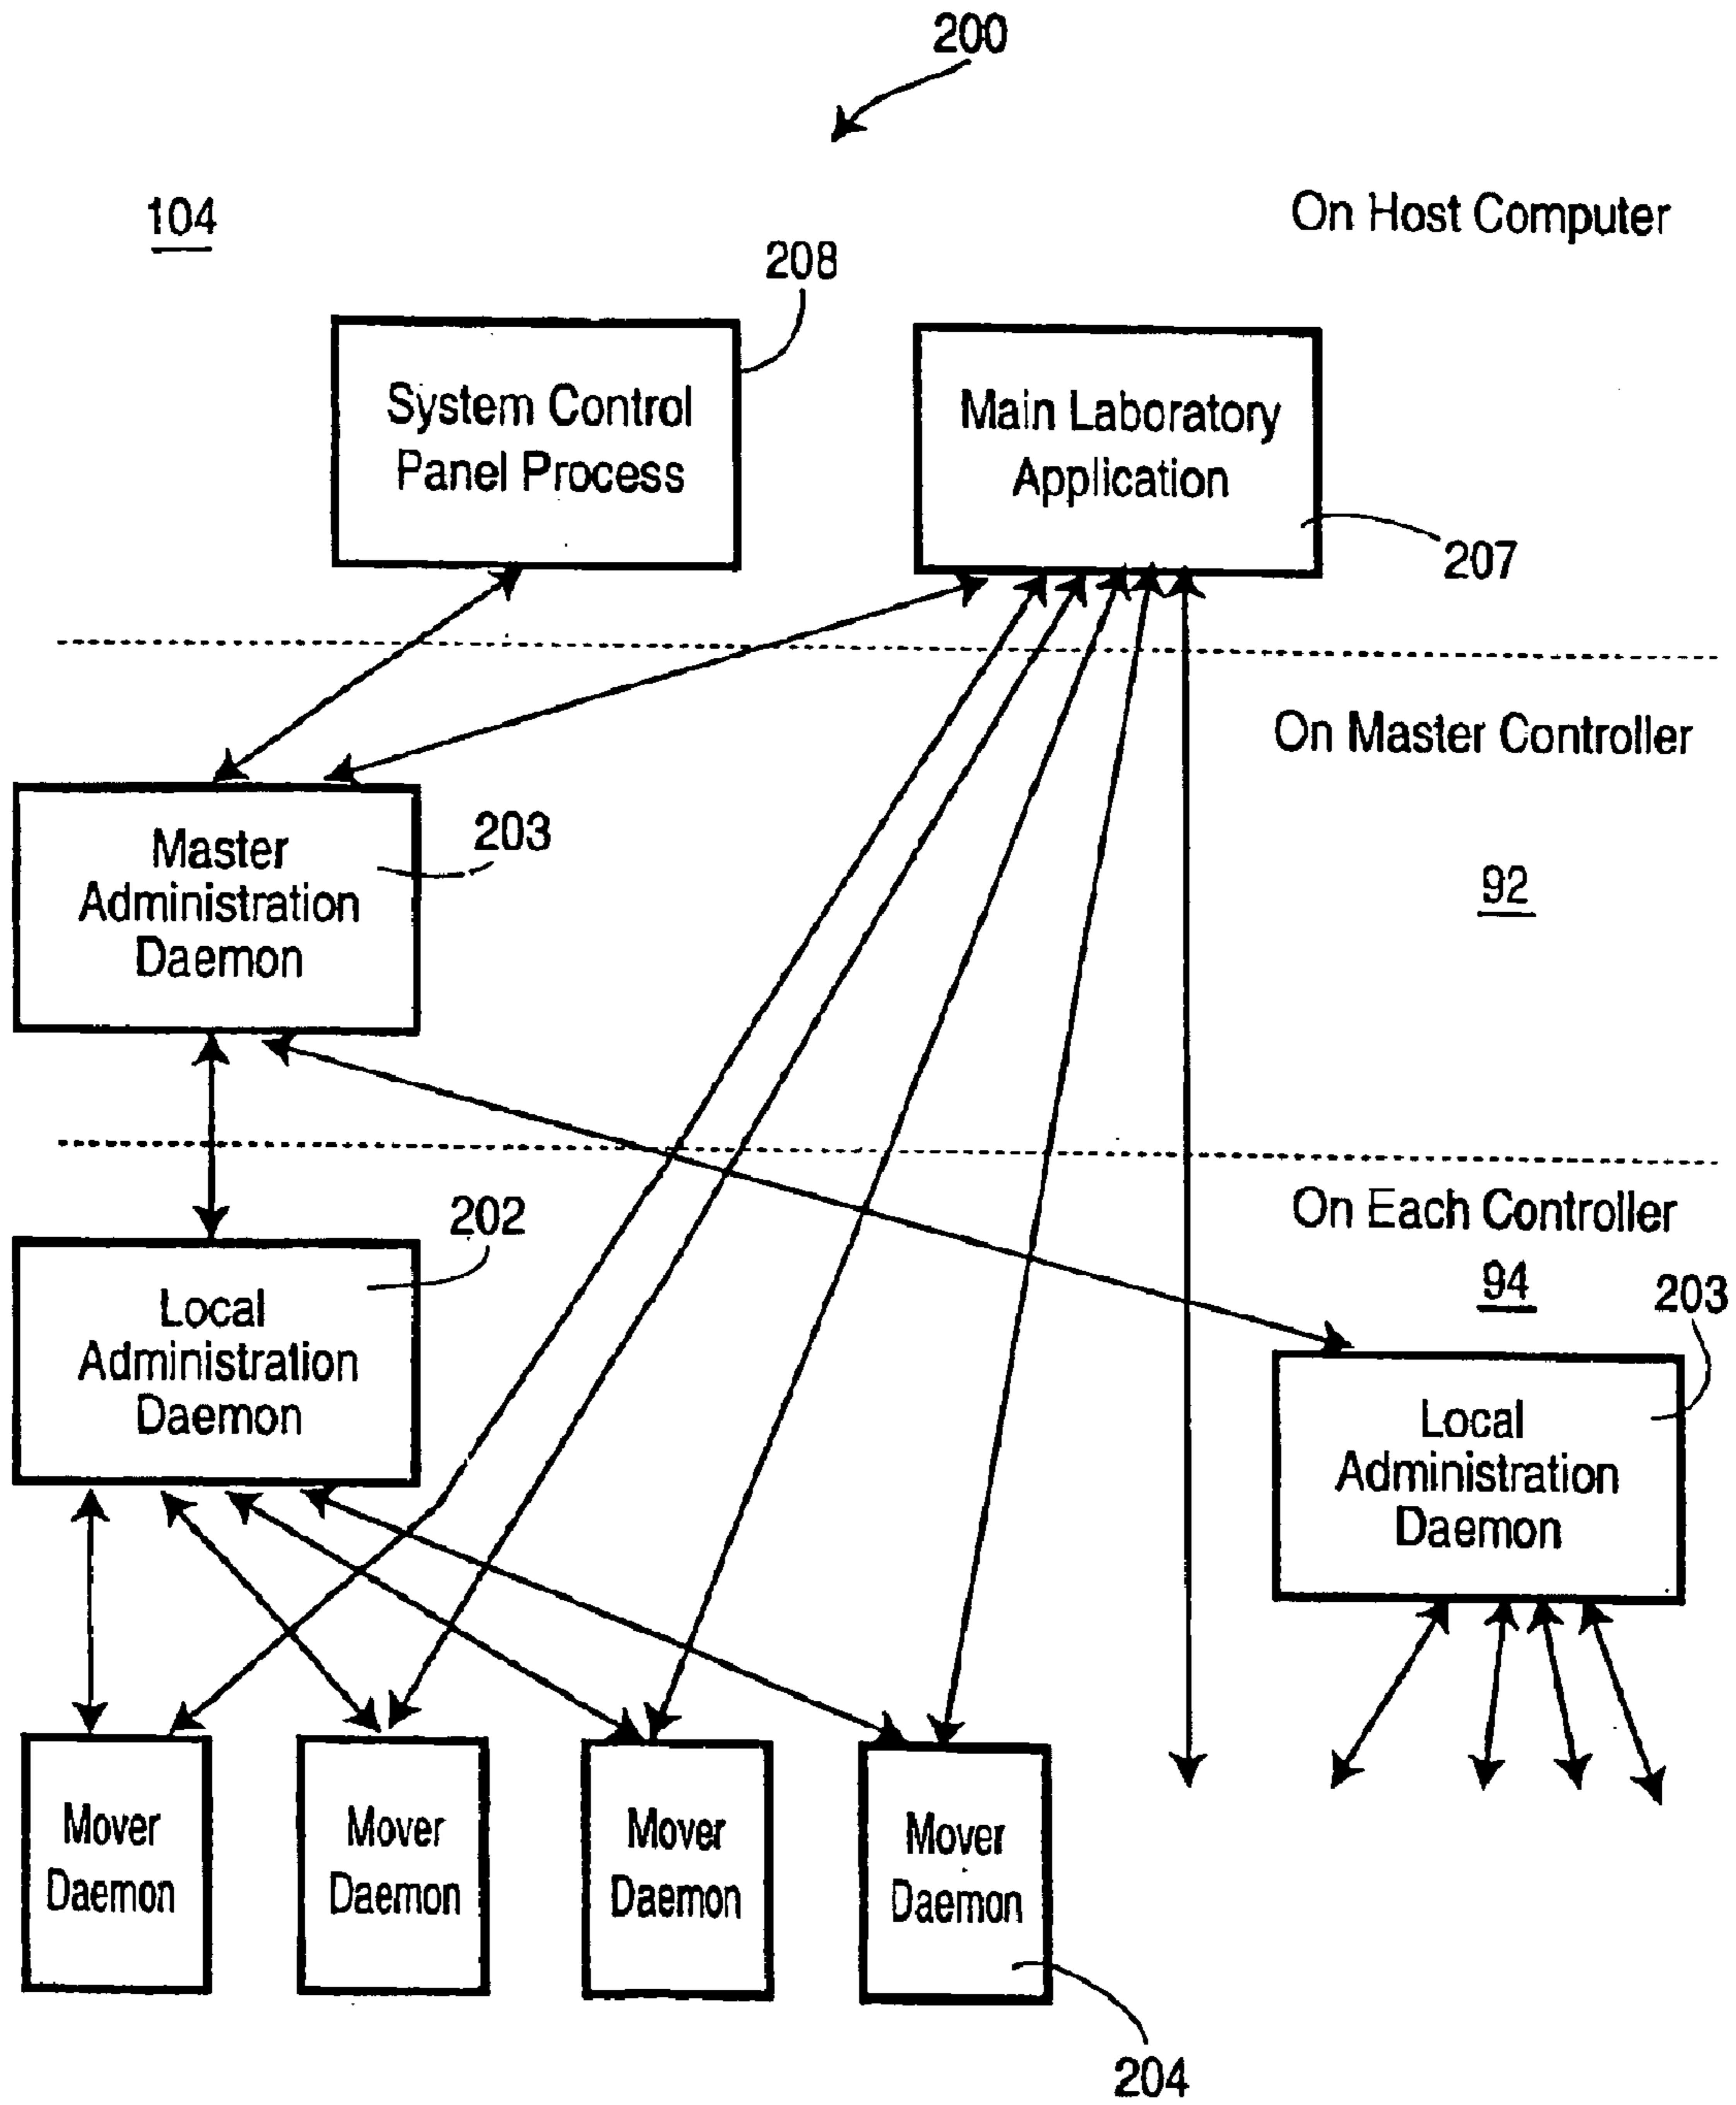 200
104
On Host Computer
208
System Control
Panel Process
Main Laboratory
Application
207
On Master Controller
Master
Administration
Daemon
203
92
On Each Controller
202
94
203
Local
Administration
Daemon
Local
Administration
Daemon
Mover
Daemon
Mover
Daemon
Mover
Daemon
Mover
Daemon
204